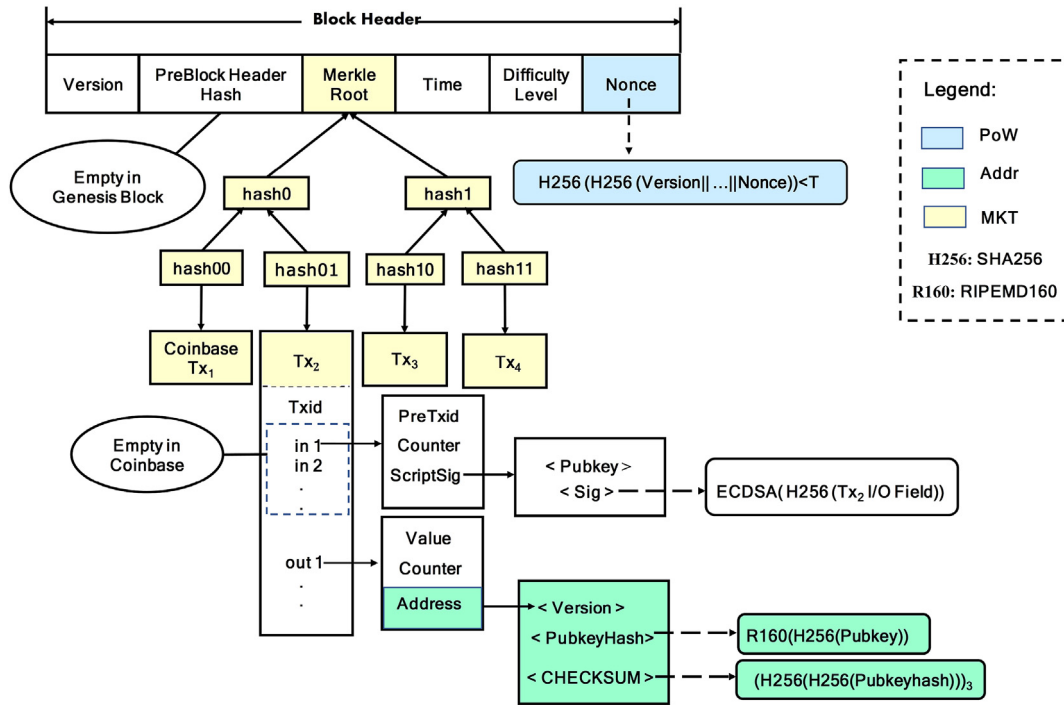 Block Header
Version
PreBlock Header
Hash
Merkle
Root
Time
Difficulty
Level
Nonce
Legend:
PoW
Addr
MKT
H256: SHA256
R160: RIPEMD160
Empty in
Genesis Block
H256 (H256 (Version|| ...||Nonce))<T
hash0
hash1
hash00
hash01
hash10
hash11
Coinbase
Tx₁
Tx₂
Tx₃
Tx₄
Txid
Empty in
Coinbase
in 1
in 2
.
.
PreTxid
Counter
ScriptSig
< Pubkey >
< Sig >
ECDSA( H256 (Tx₂ I/O Field))
out 1
.
.
Value
Counter
Address
< Version >
< PubkeyHash>
< CHECKSUM >
R160(H256(Pubkey))
(H256(H256(Pubkeyhash)))₃